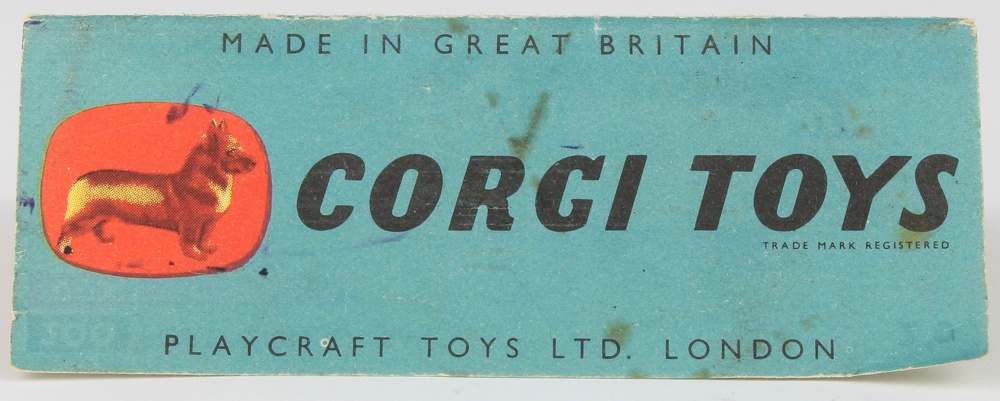 MADE IN GREAT BRITAIN
CORGI TOYS
TRADE MARK REGISTERED
PLAYCRAFT TOYS LTD. LONDON